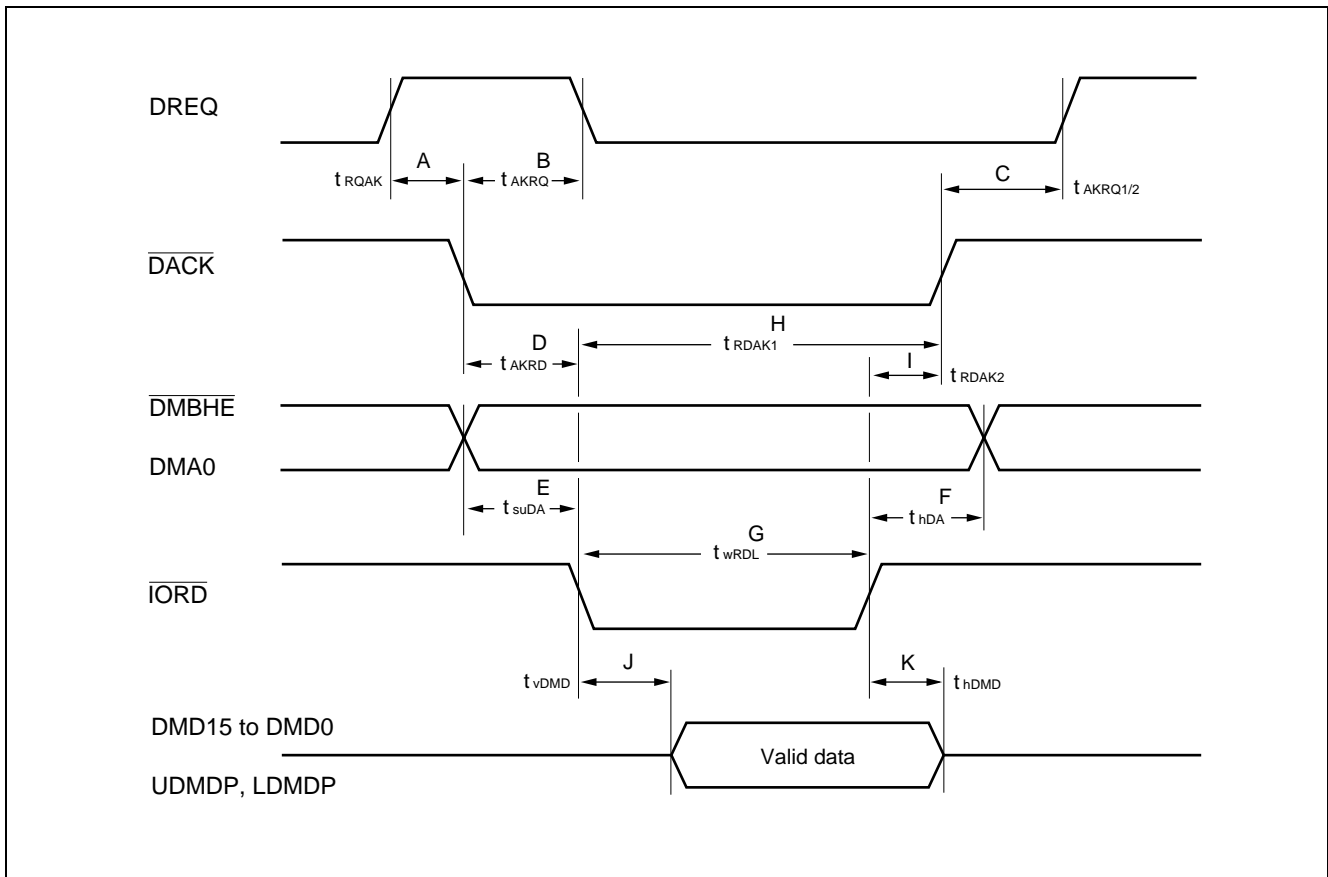 DREQ
A
B
t RQAK
t AKRQ
C
t AKRQ1/2
DACK
H
D
t RDAK1
t AKRD
I
t RDAK2
DMBHE
DMA0
E
F
t suDA
t hDA
G
t wRDL
IORD
J
K
t vDMD
t hDMD
DMD15 to DMD0
Valid data
UDMDP, LDMDP